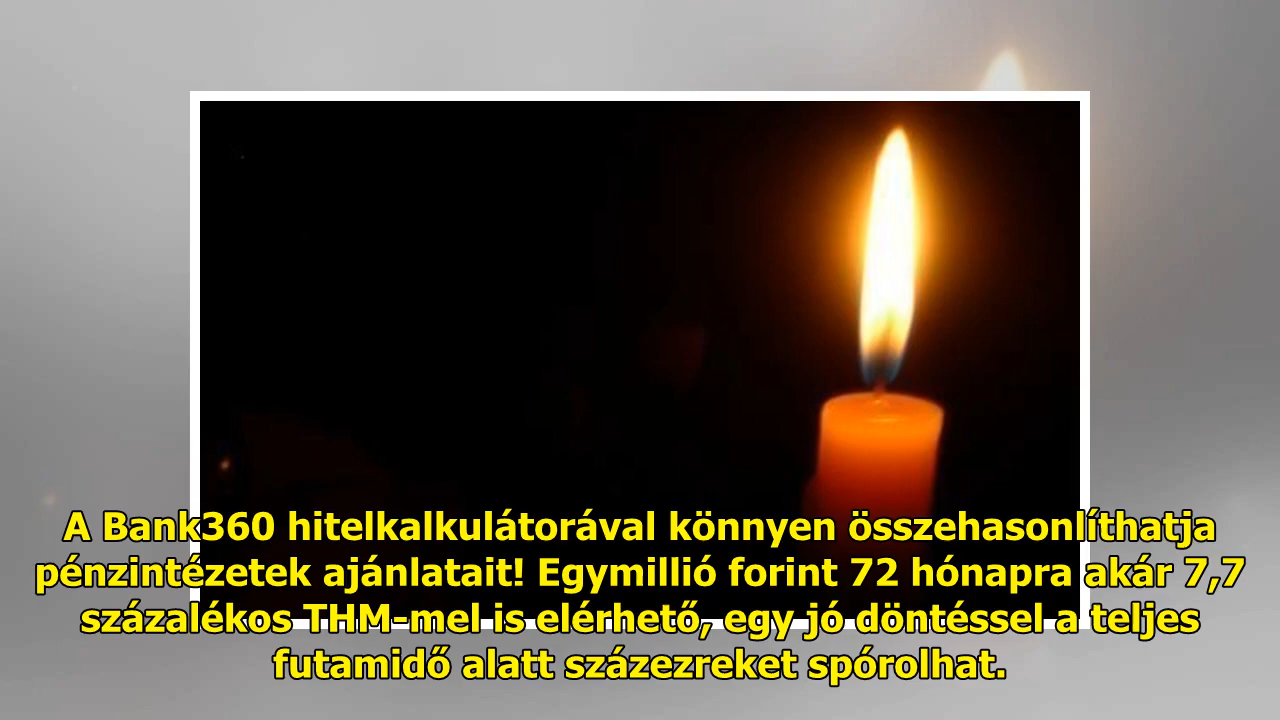 A Bank360 hitelkalkulátorával könnyen összehasonlíthatja
pénzintézetek ajánlatait! Egymillió forint 72 hónapra akár 7,7
százalékos THM-mel is elérhető, egy jó döntéssel a teljes
futamidő alatt százezreket spórolhat.